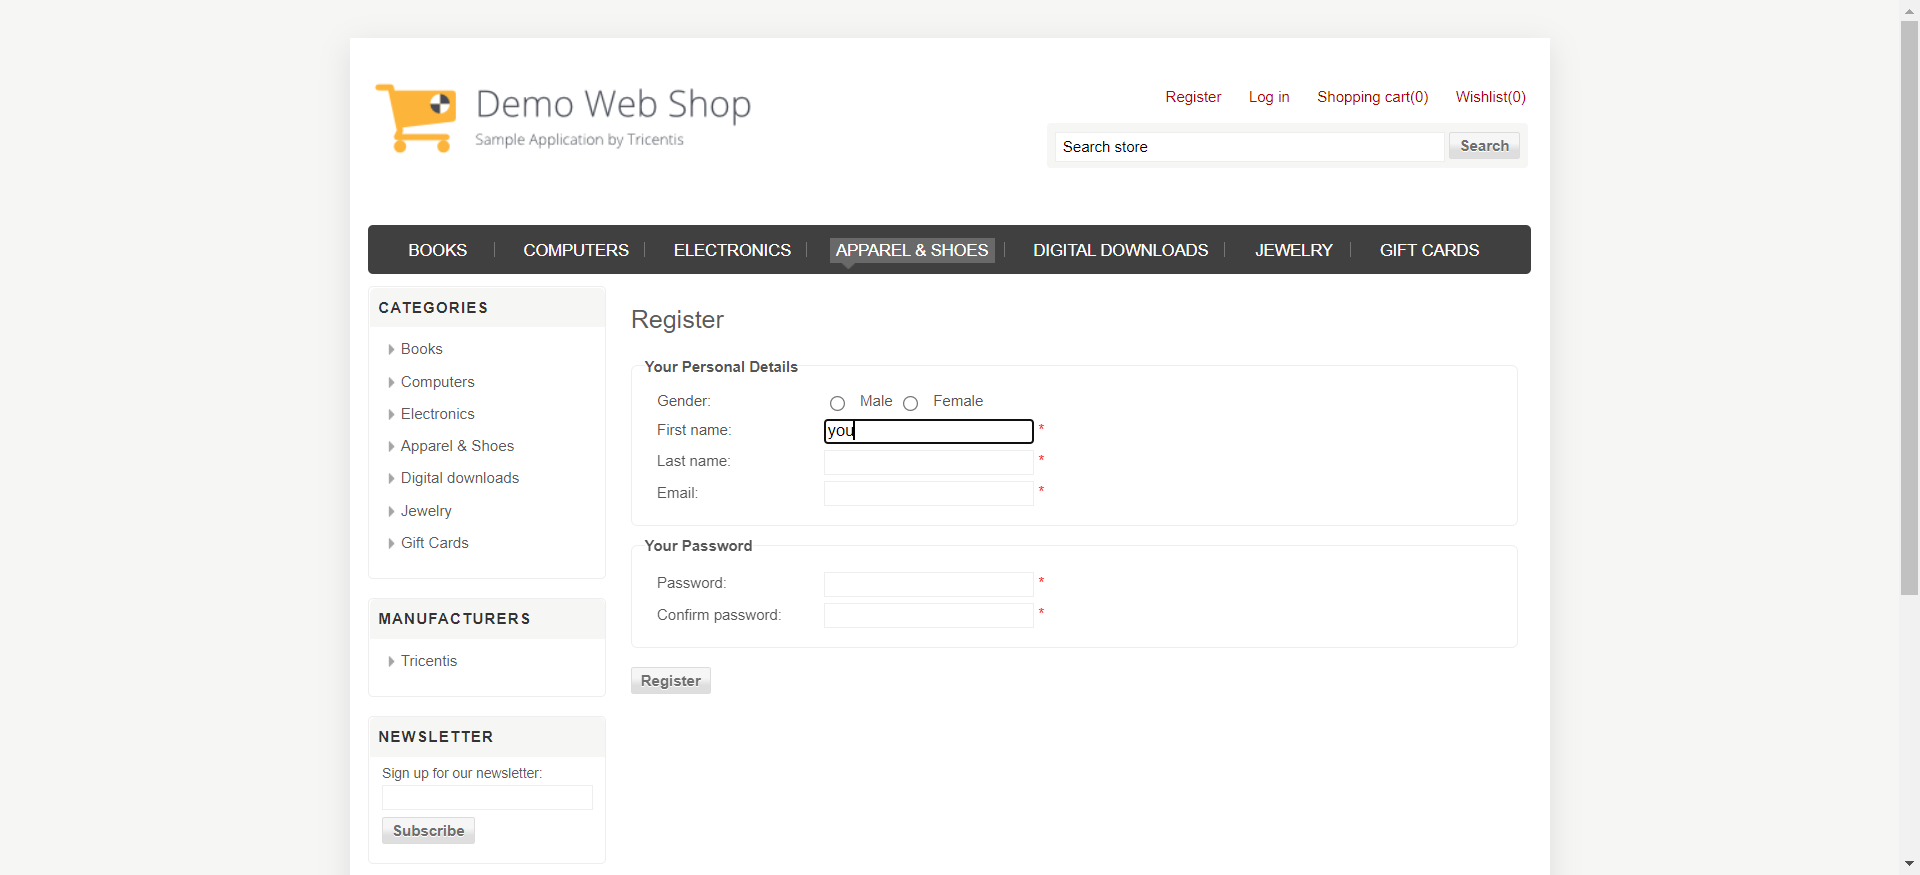 Demo Web Shop
Sample Application by Tricentis
Register Log in Shopping cart(0) Wishlist(0)
Search store Search
BOOKS COMPUTERS ELECTRONICS APPAREL & SHOES DIGITAL DOWNLOADS JEWELRY GIFT CARDS
CATEGORIES
Books
Computers
Electronics
Apparel & Shoes
Digital downloads
Jewelry
Gift Cards
MANUFACTURERS
Tricentis
NEWSLETTER
Sign up for our newsletter:
Subscribe
Register
Your Personal Details
Gender: Male Female
First name: you *
Last name: *
Email: *
Your Password
Password: *
Confirm password: *
Register